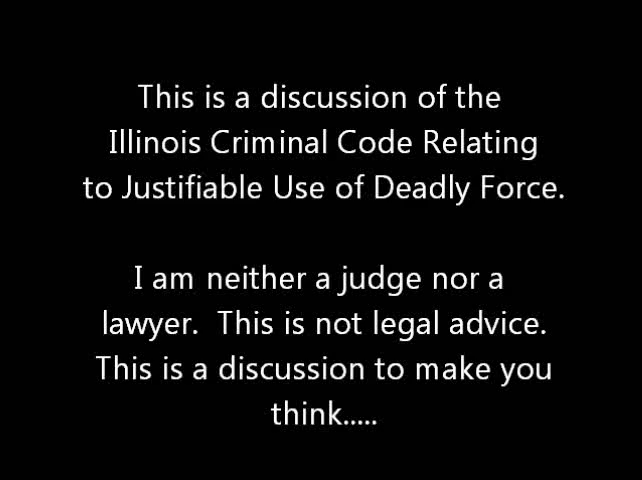 This is a discussion of the
Illinois Criminal Code Relating
to Justifiable Use of Deadly Force.
I am neither a judge nor a
lawyer.  This is not legal advice.
This is a discussion to make you
think.....